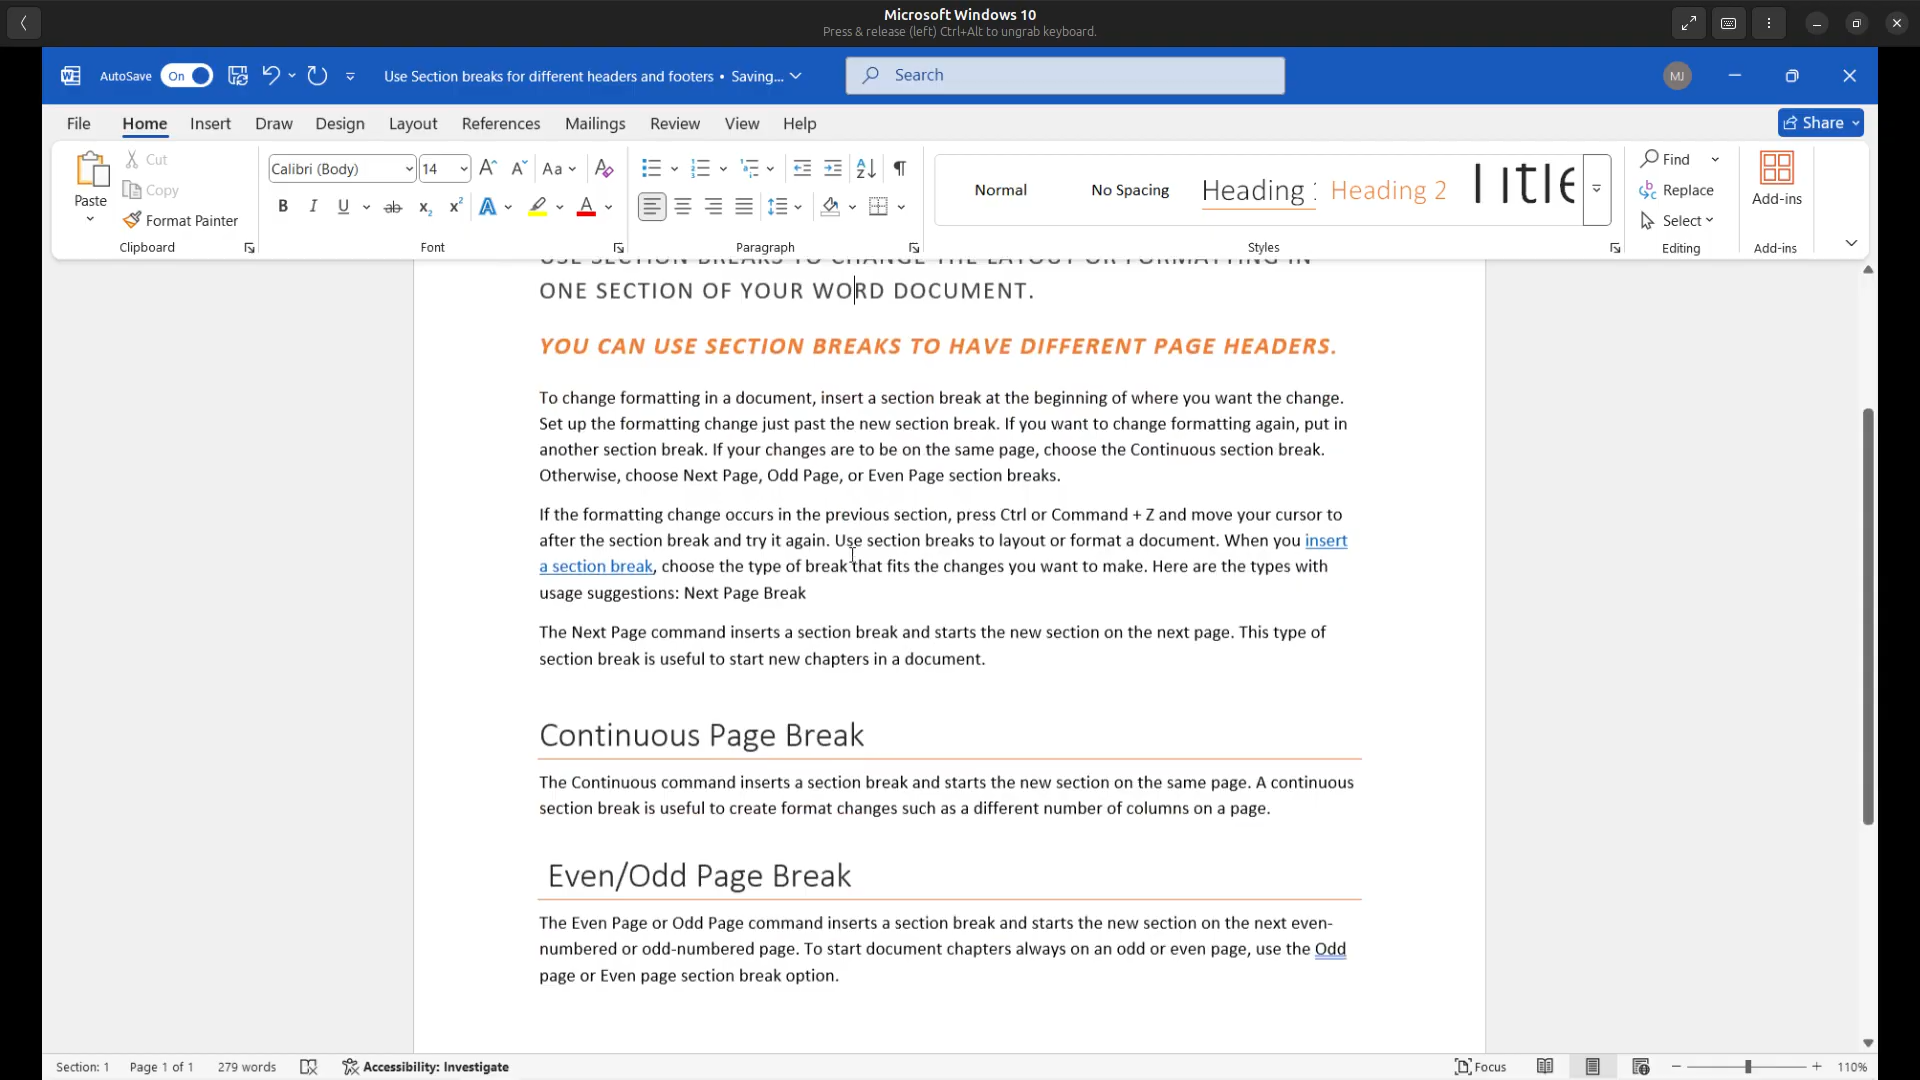 Microsoft Windows 10
Press & release (left) Ctrl+Alt to ungrab keyboard.
AutoSave On Use Section breaks for different headers and footers • Saving... Search MJ
File Home Insert Draw Design Layout References Mailings Review View Help Share
Paste
Cut
Copy
Format Painter
Clipboard
Calibri (Body) 14
Font
Paragraph
Normal No Spacing Heading 1 Heading 2 Title
Styles
Find
Replace
Select
Editing
Add-ins
Add-ins
USE SECTION BREAKS TO CHANGE THE LAYOUT OR FORMATTING IN
ONE SECTION OF YOUR WORD DOCUMENT.
YOU CAN USE SECTION BREAKS TO HAVE DIFFERENT PAGE HEADERS.
To change formatting in a document, insert a section break at the beginning of where you want the change.
Set up the formatting change just past the new section break. If you want to change formatting again, put in
another section break. If your changes are to be on the same page, choose the Continuous section break.
Otherwise, choose Next Page, Odd Page, or Even Page section breaks.
If the formatting change occurs in the previous section, press Ctrl or Command + Z and move your cursor to
after the section break and try it again. Use section breaks to layout or format a document. When you insert
a section break, choose the type of break that fits the changes you want to make. Here are the types with
usage suggestions: Next Page Break
The Next Page command inserts a section break and starts the new section on the next page. This type of
section break is useful to start new chapters in a document.
Continuous Page Break
The Continuous command inserts a section break and starts the new section on the same page. A continuous
section break is useful to create format changes such as a different number of columns on a page.
Even/Odd Page Break
The Even Page or Odd Page command inserts a section break and starts the new section on the next even-
numbered or odd-numbered page. To start document chapters always on an odd or even page, use the Odd
page or Even page section break option.
Section: 1 Page 1 of 1 279 words Accessibility: Investigate Focus 110%